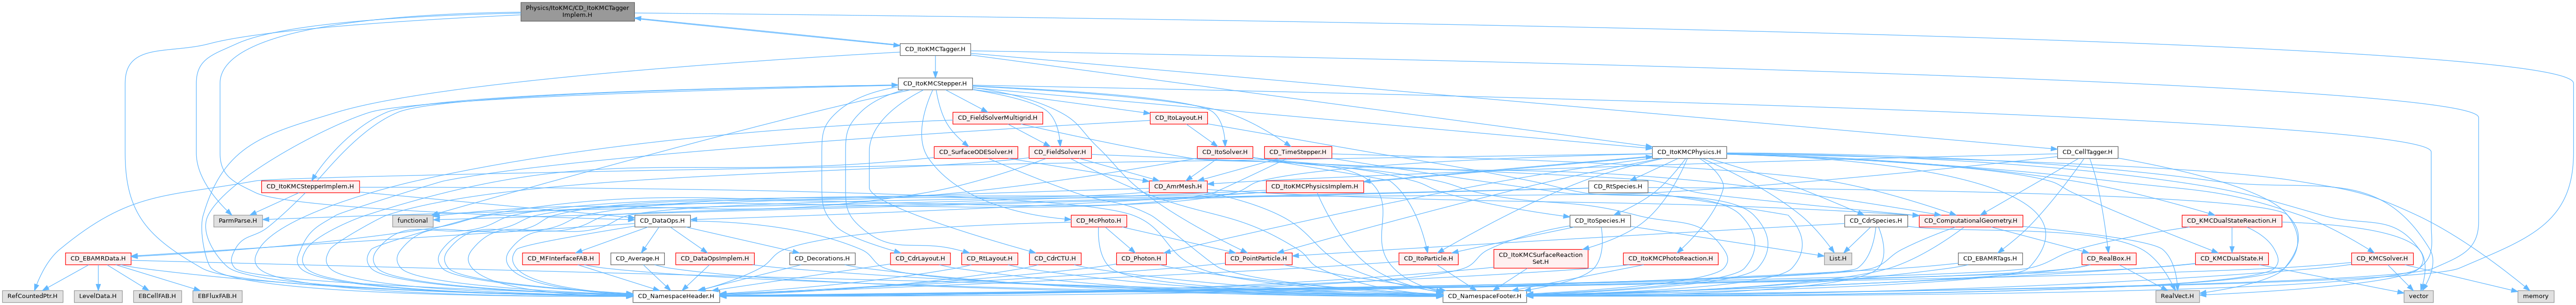 Physics/ItoKMC/CD_ItoKMCTagger
Implem.H
CD_ItoKMCTagger.H
CD_ItoKMCStepper.H
CD_FieldSolverMultigrid.H
CD_ItoLayout.H
CD_SurfaceODESolver.H
CD_FieldSolver.H
CD_ItoSolver.H
CD_TimeStepper.H
CD_ItoKMCPhysics.H
CD_CellTagger.H
CD_ItoKMCStepperImplem.H
CD_AmrMesh.H
CD_ItoKMCPhysicsImplem.H
CD_RtSpecies.H
ParmParse.H
functional
CD_DataOps.H
CD_McPhoto.H
CD_ItoSpecies.H
CD_CdrSpecies.H
CD_ComputationalGeometry.H
CD_KMCDualStateReaction.H
CD_EBAMRData.H
CD_MFInterfaceFAB.H
CD_Average.H
CD_DataOpsImplem.H
CD_Decorations.H
CD_CdrLayout.H
CD_RtLayout.H
CD_CdrCTU.H
CD_Photon.H
CD_PointParticle.H
CD_ItoParticle.H
CD_ItoKMCSurfaceReaction
Set.H
CD_ItoKMCPhotoReaction.H
List.H
CD_EBAMRTags.H
CD_RealBox.H
CD_KMCDualState.H
CD_KMCSolver.H
RefCountedPtr.H
LevelData.H
EBCellFAB.H
EBFluxFAB.H
CD_NamespaceHeader.H
CD_NamespaceFooter.H
RealVect.H
vector
memory